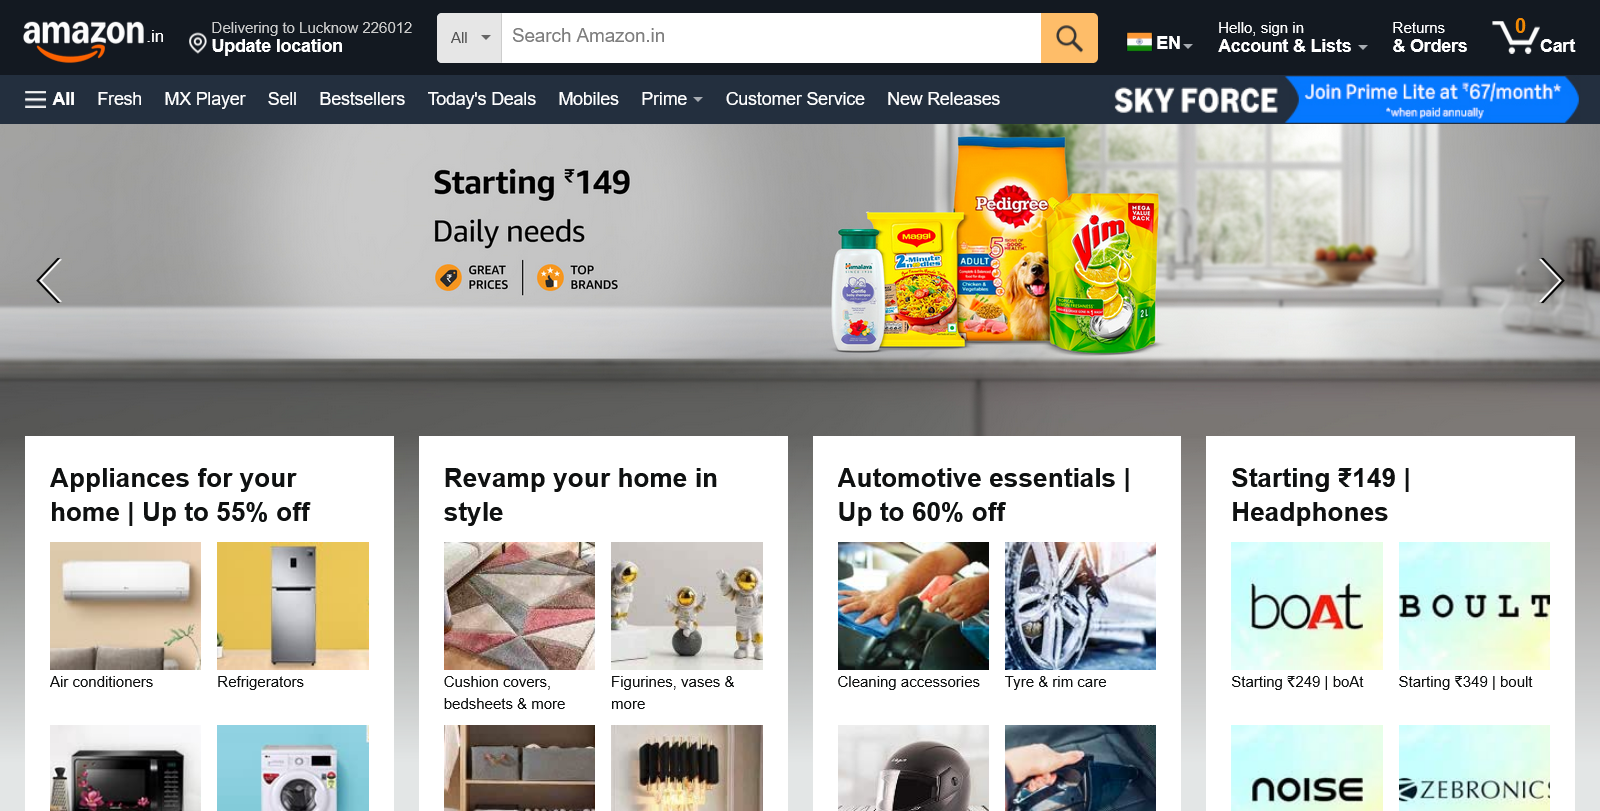 amazon.in
Delivering to Lucknow 226012
Update location
All
Search Amazon.in
EN
Hello, sign in
Account & Lists
Returns
& Orders
0
Cart
All
Fresh
MX Player
Sell
Bestsellers
Today's Deals
Mobiles
Prime
Customer Service
New Releases
SKY FORCE
Join Prime Lite at ₹67/month*
*when paid annually
Starting ₹149
Daily needs
GREAT
PRICES
TOP
BRANDS
Himalaya
Gentle
Maggi
2-Minute
noodles
Pedigree
5
ADULT
Chicken &
Vegetables
MEGA
VALUE
PACK
Vim
2L
Appliances for your
home | Up to 55% off
Air conditioners
Refrigerators
Revamp your home in
style
Cushion covers,
bedsheets & more
Figurines, vases &
more
Automotive essentials |
Up to 60% off
Cleaning accessories
Tyre & rim care
Starting ₹149 |
Headphones
boAt
BOULT
Starting ₹249 | boAt
Starting ₹349 | boult
noise
ZEBRONICS